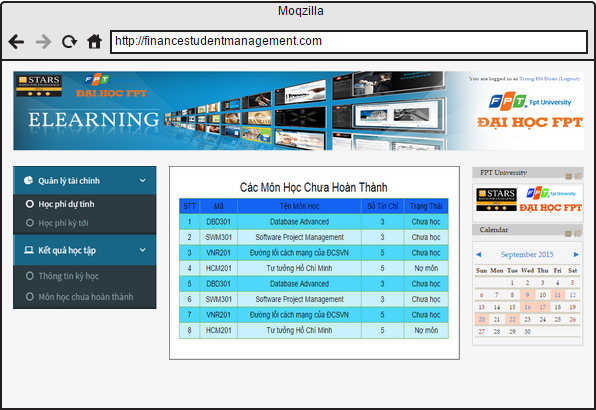 Moqzilla
http://financestudentmanagement.com
STARS
FPT
ĐẠI HỌC FPT
ELEARNING
You are logged in as Trung Hồ Đoàn (Logout)
FPT Fpt University
ĐẠI HỌC FPT
Quản lý tài chính
Học phí dự tính
Học phí kỳ tới
Kết quả học tập
Thông tin kỳ học
Môn học chưa hoàn thành
Các Môn Học Chưa Hoàn Thành
STT Mã Tên Môn Học Số Tín Chỉ Trạng Thái
1 DBD301 Database Advanced 3 Chưa học
2 SWM301 Software Project Management 3 Chưa học
3 VNR201 Đường lối cách mạng của ĐCSVN 5 Chưa học
4 HCM201 Tư tưởng Hồ Chí Minh 5 Nợ môn
5 DBD301 Database Advanced 3 Chưa học
6 SWM301 Software Project Management 3 Chưa học
7 VNR201 Đường lối cách mạng của ĐCSVN 5 Chưa học
8 HCM201 Tư tưởng Hồ Chí Minh 5 Nợ môn
FPT University
STARS
FPT Fpt University
ĐẠI HỌC FPT
Calendar
September 2015
Sun Mon Tue Wed Thu Fri Sat
1 2 3 4 5
6 7 8 9 10 11 12
13 14 15 16 17 18 19
20 21 22 23 24 25 26
27 28 29 30